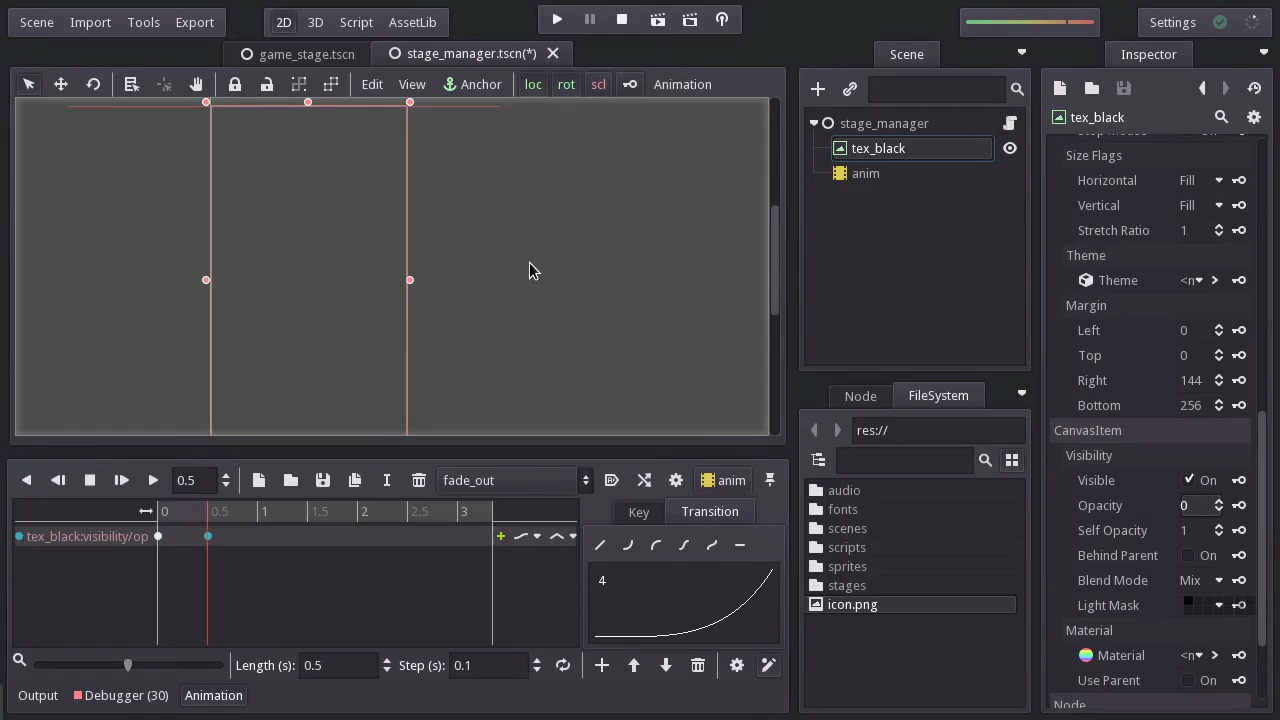 Scene Import Tools Export 2D 3D Script AssetLib Settings
game_stage.tscn stage_manager.tscn(*) Scene Inspector
Edit View Anchor loc rot scl Animation
stage_manager
tex_black
anim
tex_black
Size Flags
Horizontal Fill
Vertical Fill
Stretch Ratio 1
Theme
Theme <n
Margin
Left 0
Top 0
Right 144
Bottom 256
CanvasItem
Visibility
Visible On
Opacity 0
Self Opacity 1
Behind Parent On
Blend Mode Mix
Light Mask
Material
Material <n
Use Parent On
Node
Node FileSystem
res://
audio
fonts
scenes
scripts
sprites
stages
icon.png
0.5 fade_out anim
0 0.5 1 1.5 2 2.5 3
tex_black:visibility/op
Key Transition
4
Length (s): 0.5 Step (s): 0.1
Output Debugger (30) Animation